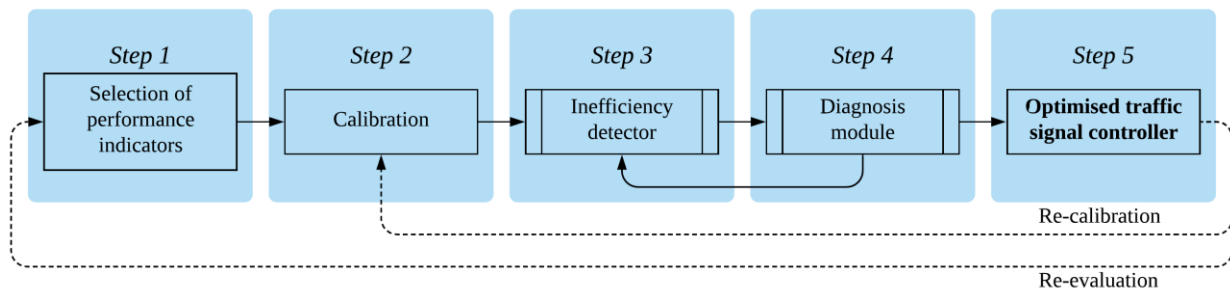 Step 1
Selection of
performance
indicators
Step 2
Calibration
Step 3
Inefficiency
detector
Step 4
Diagnosis
module
Step 5
Optimised traffic
signal controller
Re-calibration
Re-evaluation